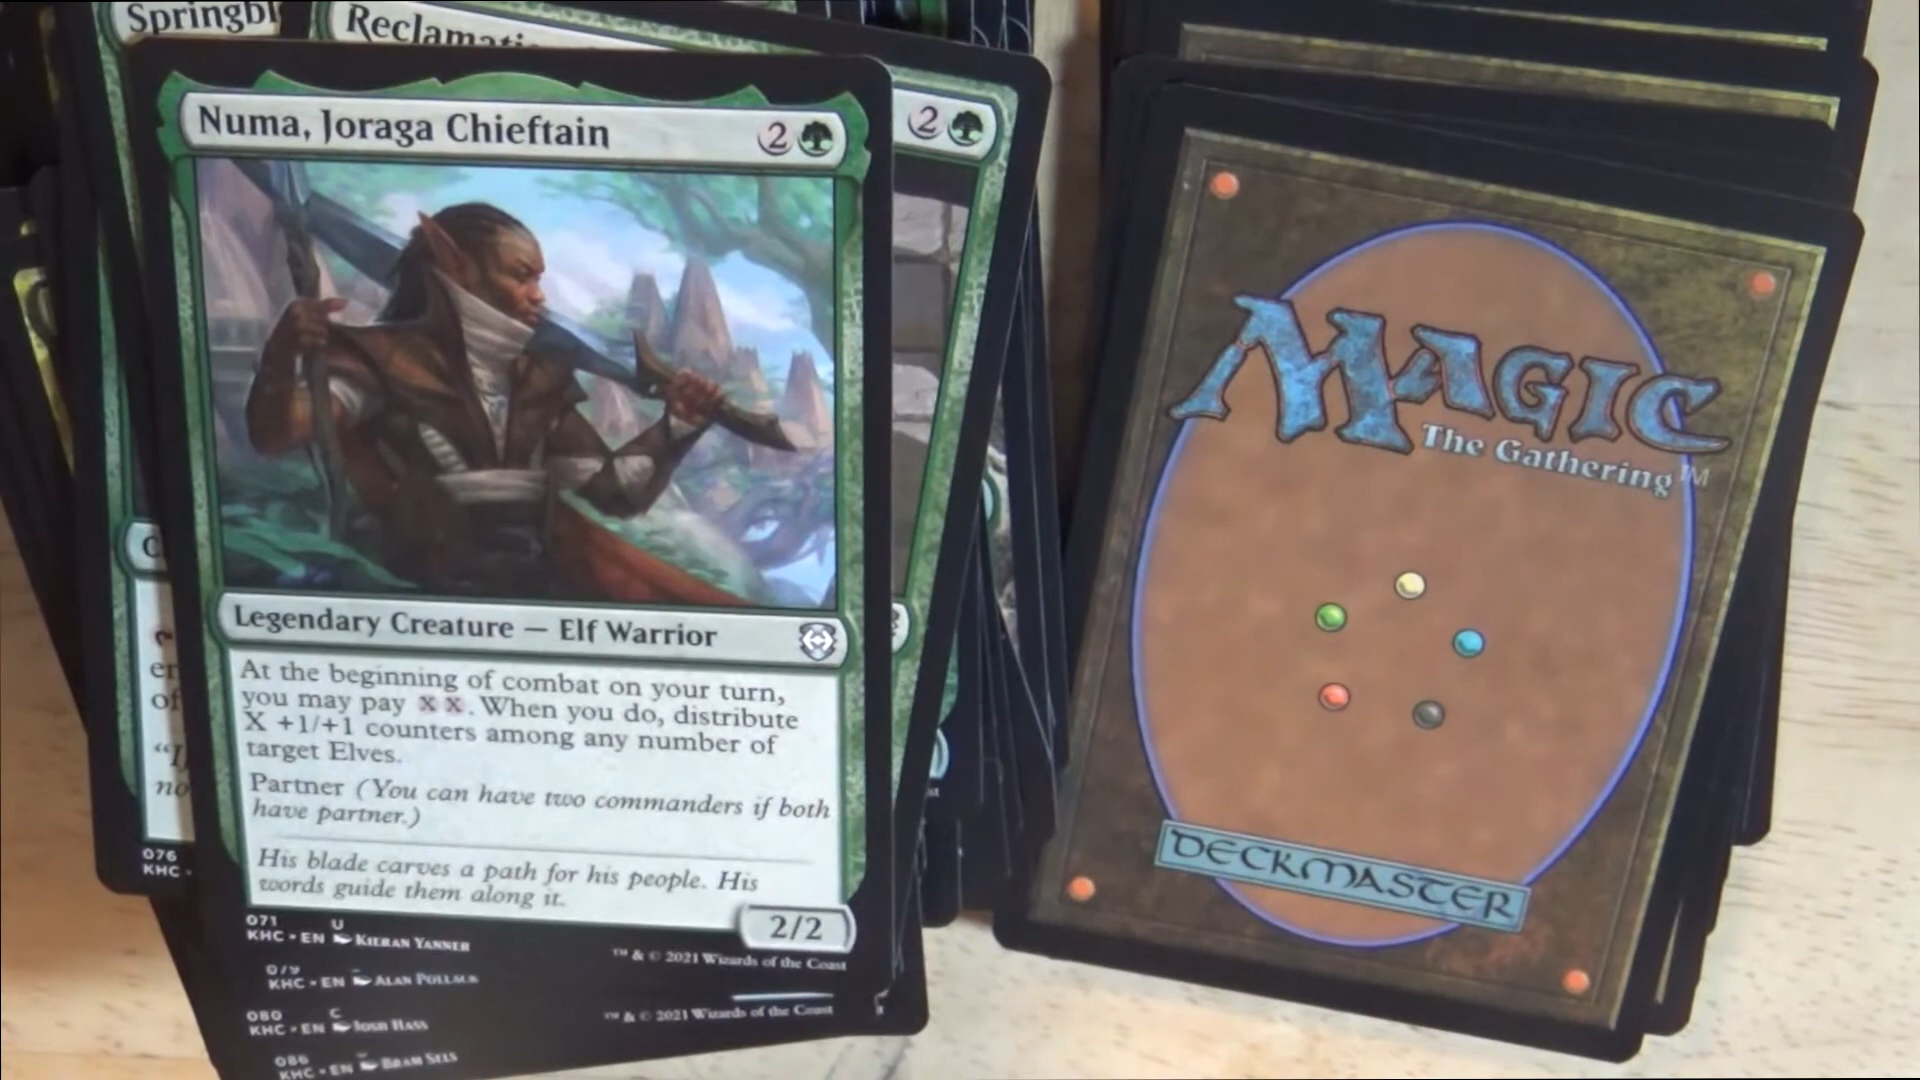 Springbl
Reclamati
Numa, Joraga Chieftain
2
2
Legendary Creature — Elf Warrior
At the beginning of combat on your turn,
you may pay X X. When you do, distribute
X +1/+1 counters among any number of
target Elves.
Partner (You can have two commanders if both
have partner.)
His blade carves a path for his people. His
words guide them along it.
2/2
071 U
KHC • EN Kieran Yanner
™ & © 2021 Wizards of the Coast
079
KHC • EN Alan Pollack
080 C
KHC • EN Josh Hass
™ & © 2021 Wizards of the Coast
086
KHC • EN Bram Sels
C
er
of
no
076
KHC •
MAGIC
The Gathering™
DECKMASTER